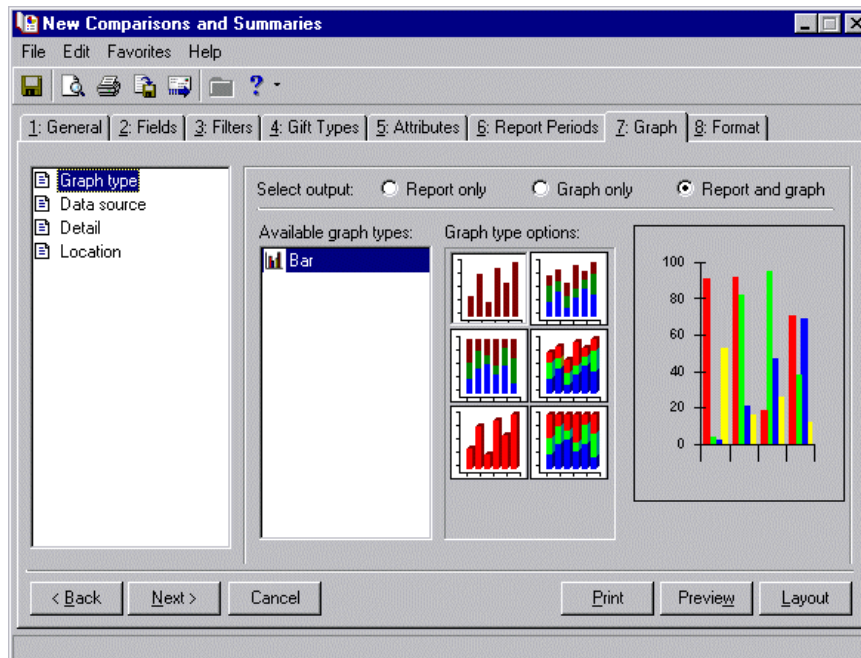 New Comparisons and Summaries
File Edit Favorites Help
1: General 2: Fields 3: Filters 4: Gift Types 5: Attributes 6: Report Periods 7: Graph 8: Format
Graph type
Data source
Detail
Location
Select output: Report only Graph only Report and graph
Available graph types:
Bar
Graph type options:
100
80
60
40
20
0
< Back Next > Cancel Print Preview Layout